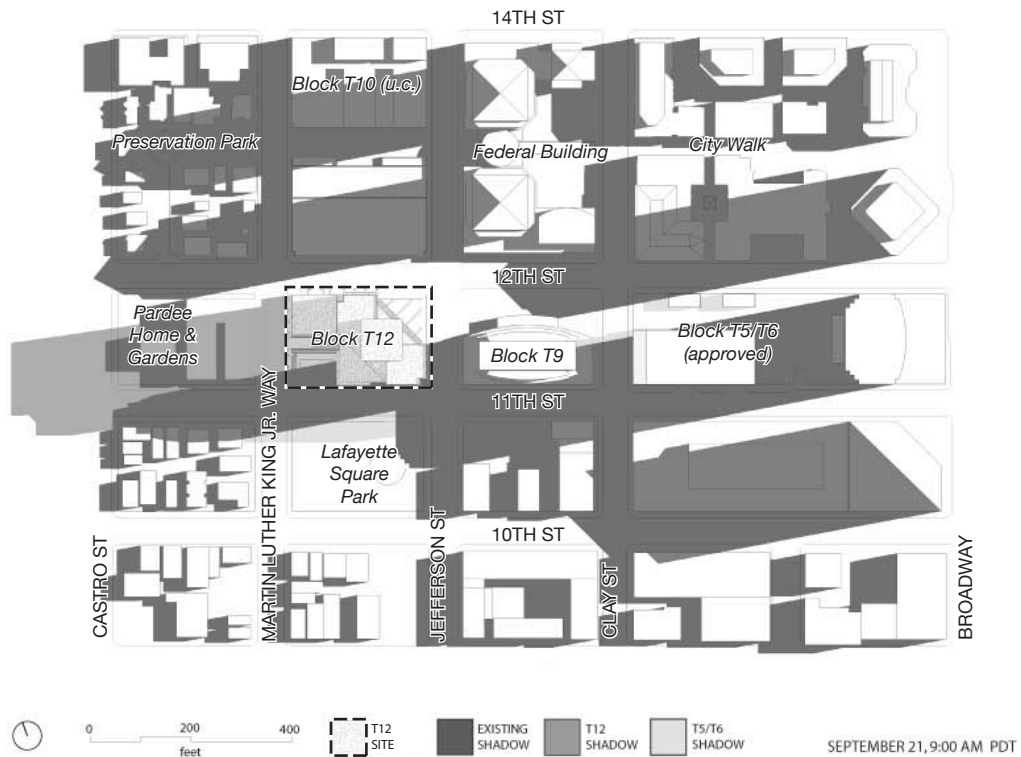 14TH ST
Block T10 (u.c.)
Preservation Park
Federal Building
City Walk
12TH ST
Pardee
Home &
Gardens
Block T12
Block T9
Block T5/T6
(approved)
11TH ST
Lafayette
Square
Park
10TH ST
CASTRO ST
MARTIN LUTHER KING JR. WAY
JEFFERSON ST
CLAY ST
BROADWAY
0 200 400
feet
T12
SITE
EXISTING
SHADOW
T12
SHADOW
T5/T6
SHADOW
SEPTEMBER 21, 9:00 AM PDT